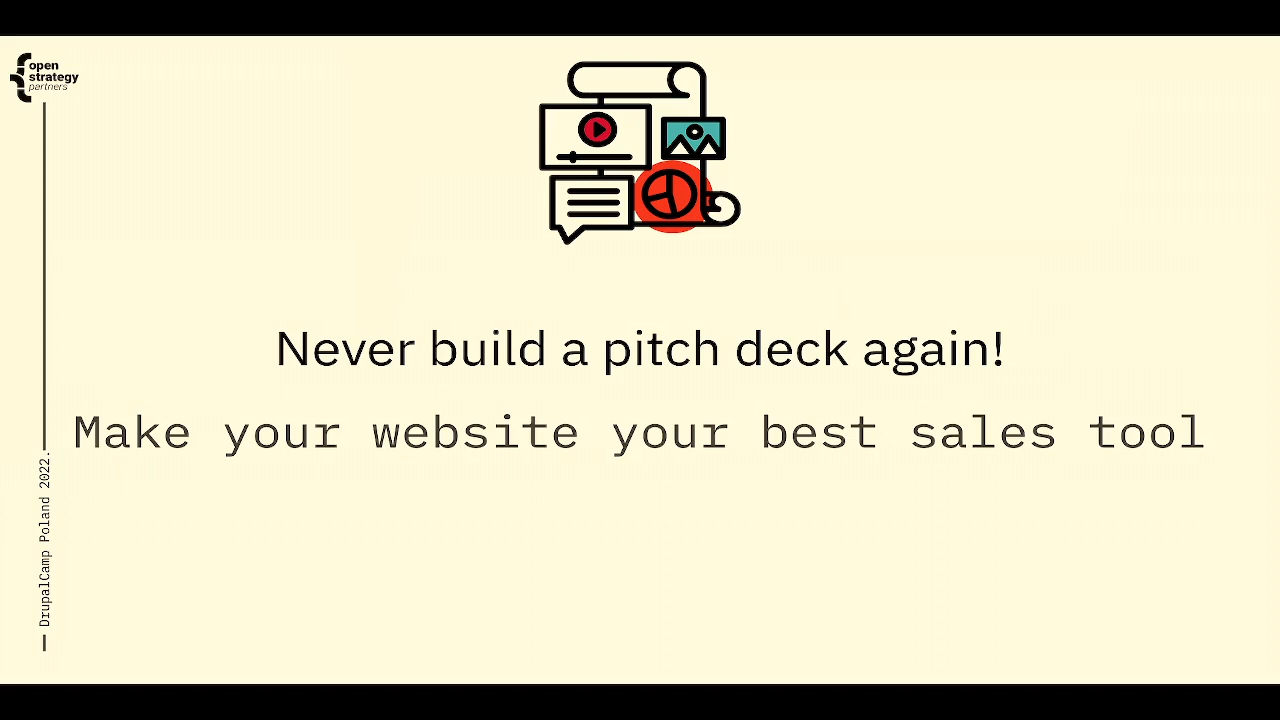 open
strategy
partners
Never build a pitch deck again!
Make your website your best sales tool
DrupalCamp Poland 2022.